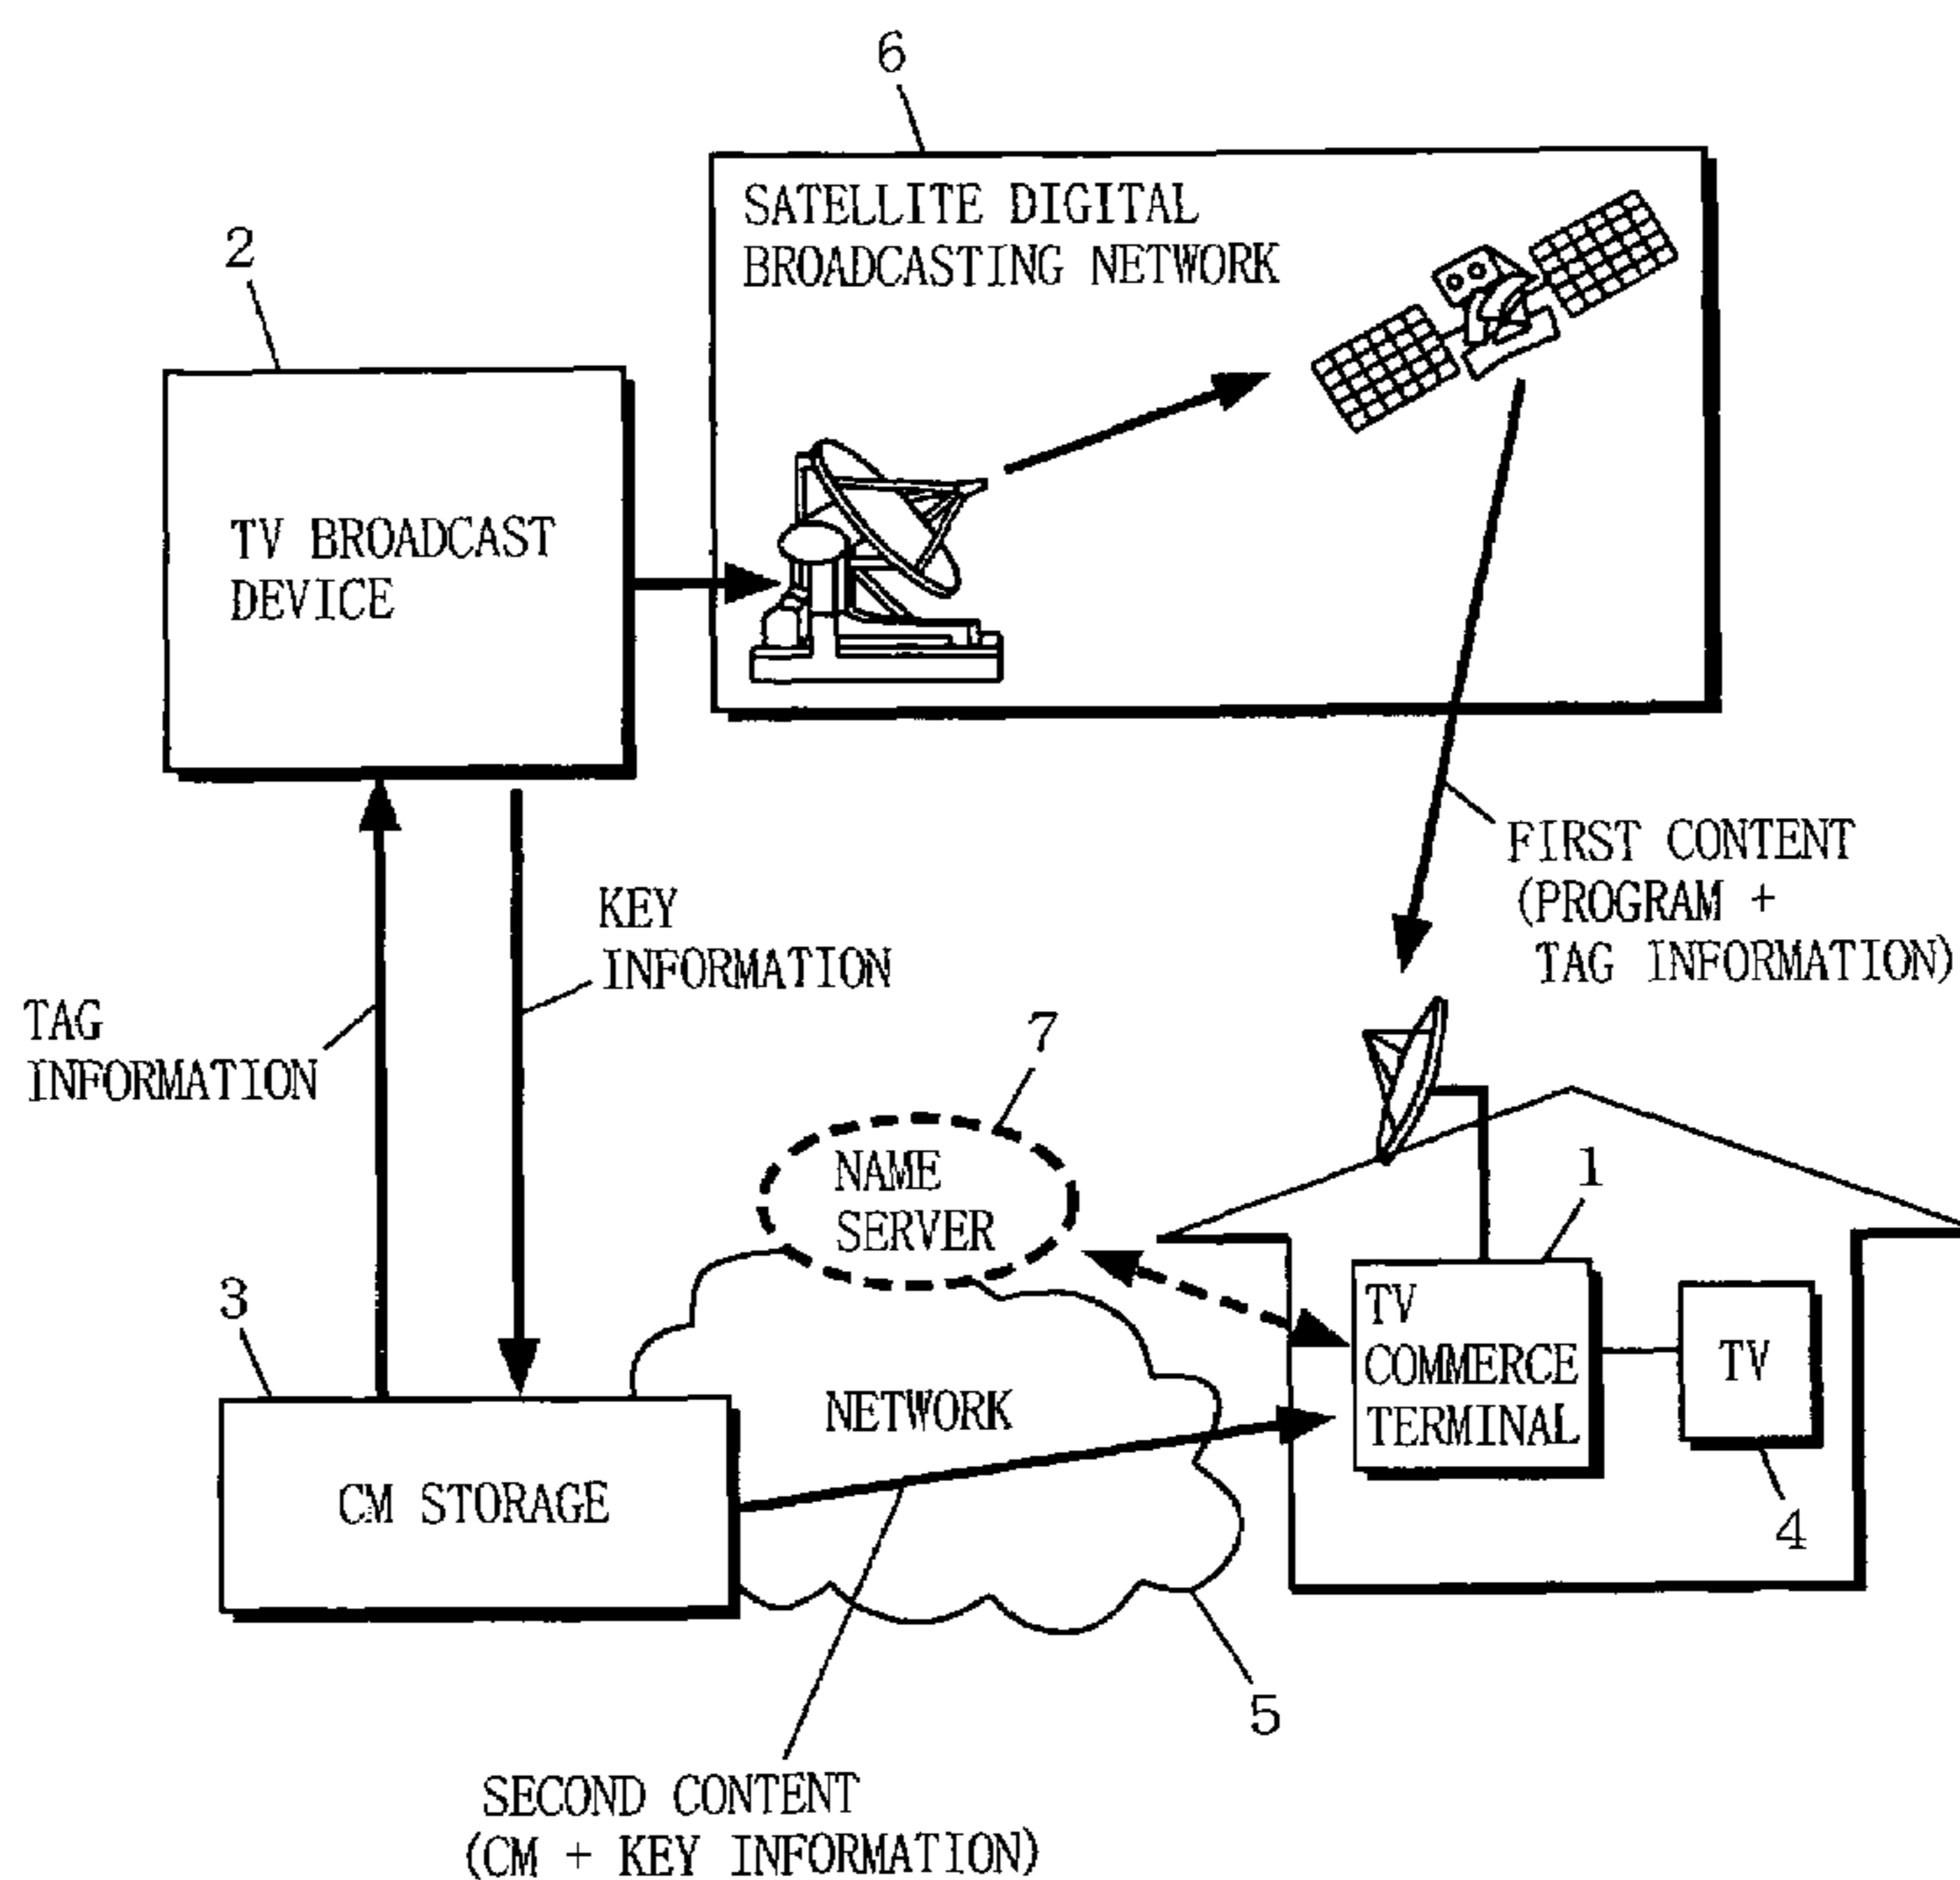 6
SATELLITE DIGITAL
BROADCASTING NETWORK
2
TV BROADCAST
DEVICE
FIRST CONTENT
(PROGRAM +
TAG INFORMATION)
KEY
INFORMATION
TAG
INFORMATION
7
NAME
SERVER
1
TV
COMMERCE
TERMINAL
TV
4
3
CM STORAGE
NETWORK
5
SECOND CONTENT
(CM + KEY INFORMATION)